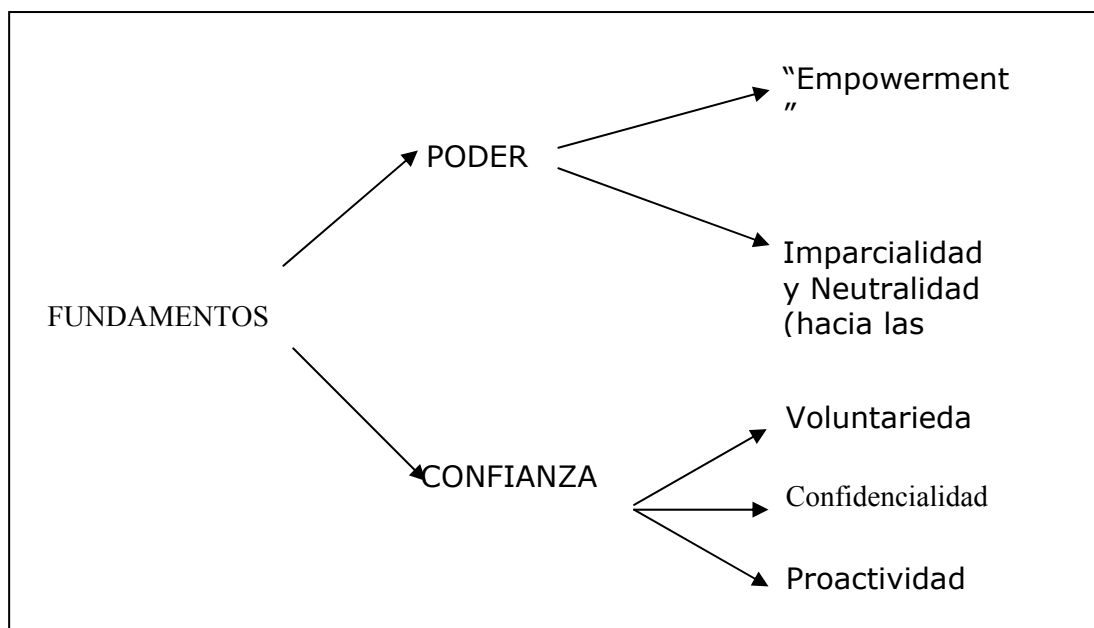 “Empowerment
”
PODER
Imparcialidad
y Neutralidad
(hacia las
FUNDAMENTOS
Voluntarieda
CONFIANZA
Confidencialidad
Proactividad